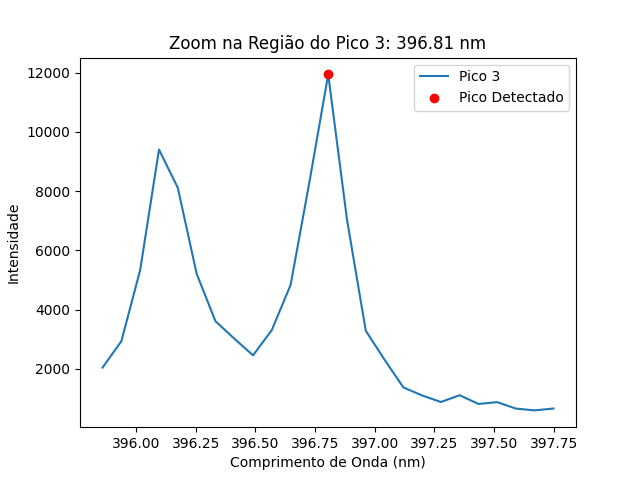 Zoom na Região do Pico 3: 396.81 nm
Pico 3
Pico Detectado
Intensidade
12000
10000
8000
6000
4000
2000
396.00 396.25 396.50 396.75 397.00 397.25 397.50 397.75
Comprimento de Onda (nm)